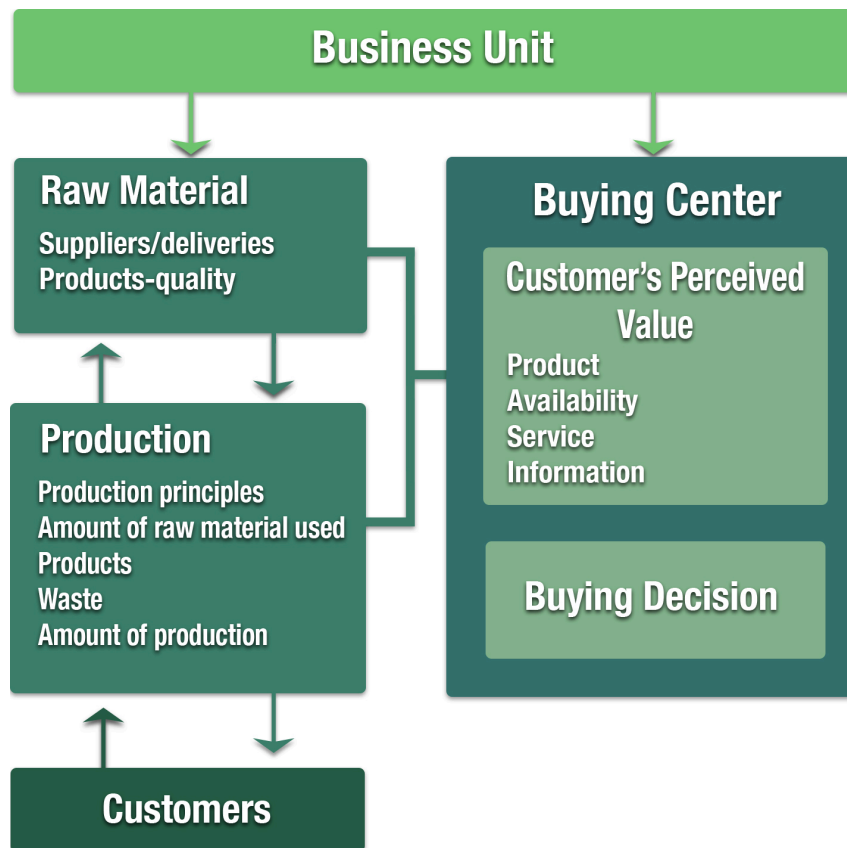 Business Unit
Raw Material
Suppliers/deliveries
Products-quality
Production
Production principles
Amount of raw material used
Products
Waste
Amount of production
Customers
Buying Center
Customer’s Perceived
Value
Product
Availability
Service
Information
Buying Decision